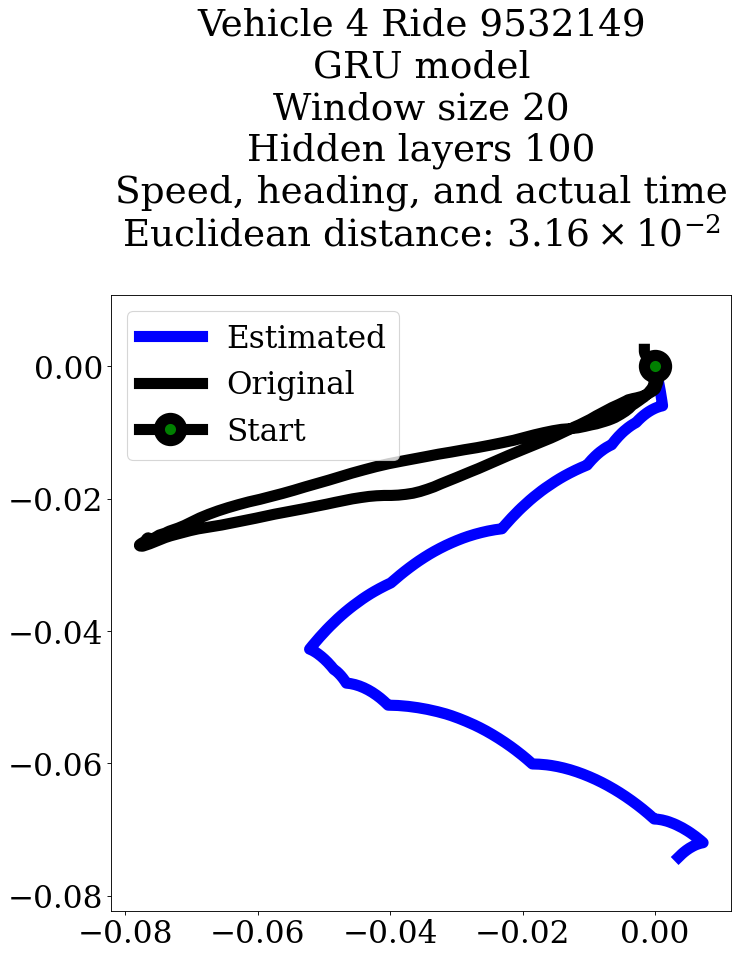 Vehicle 4 Ride 9532149
GRU model
Window size 20
Hidden layers 100
Speed, heading, and actual time
Euclidean distance: 3.16 × 10⁻²
Estimated
Original
Start
0.00
−0.02
−0.04
−0.06
−0.08
−0.08 −0.06 −0.04 −0.02 0.00